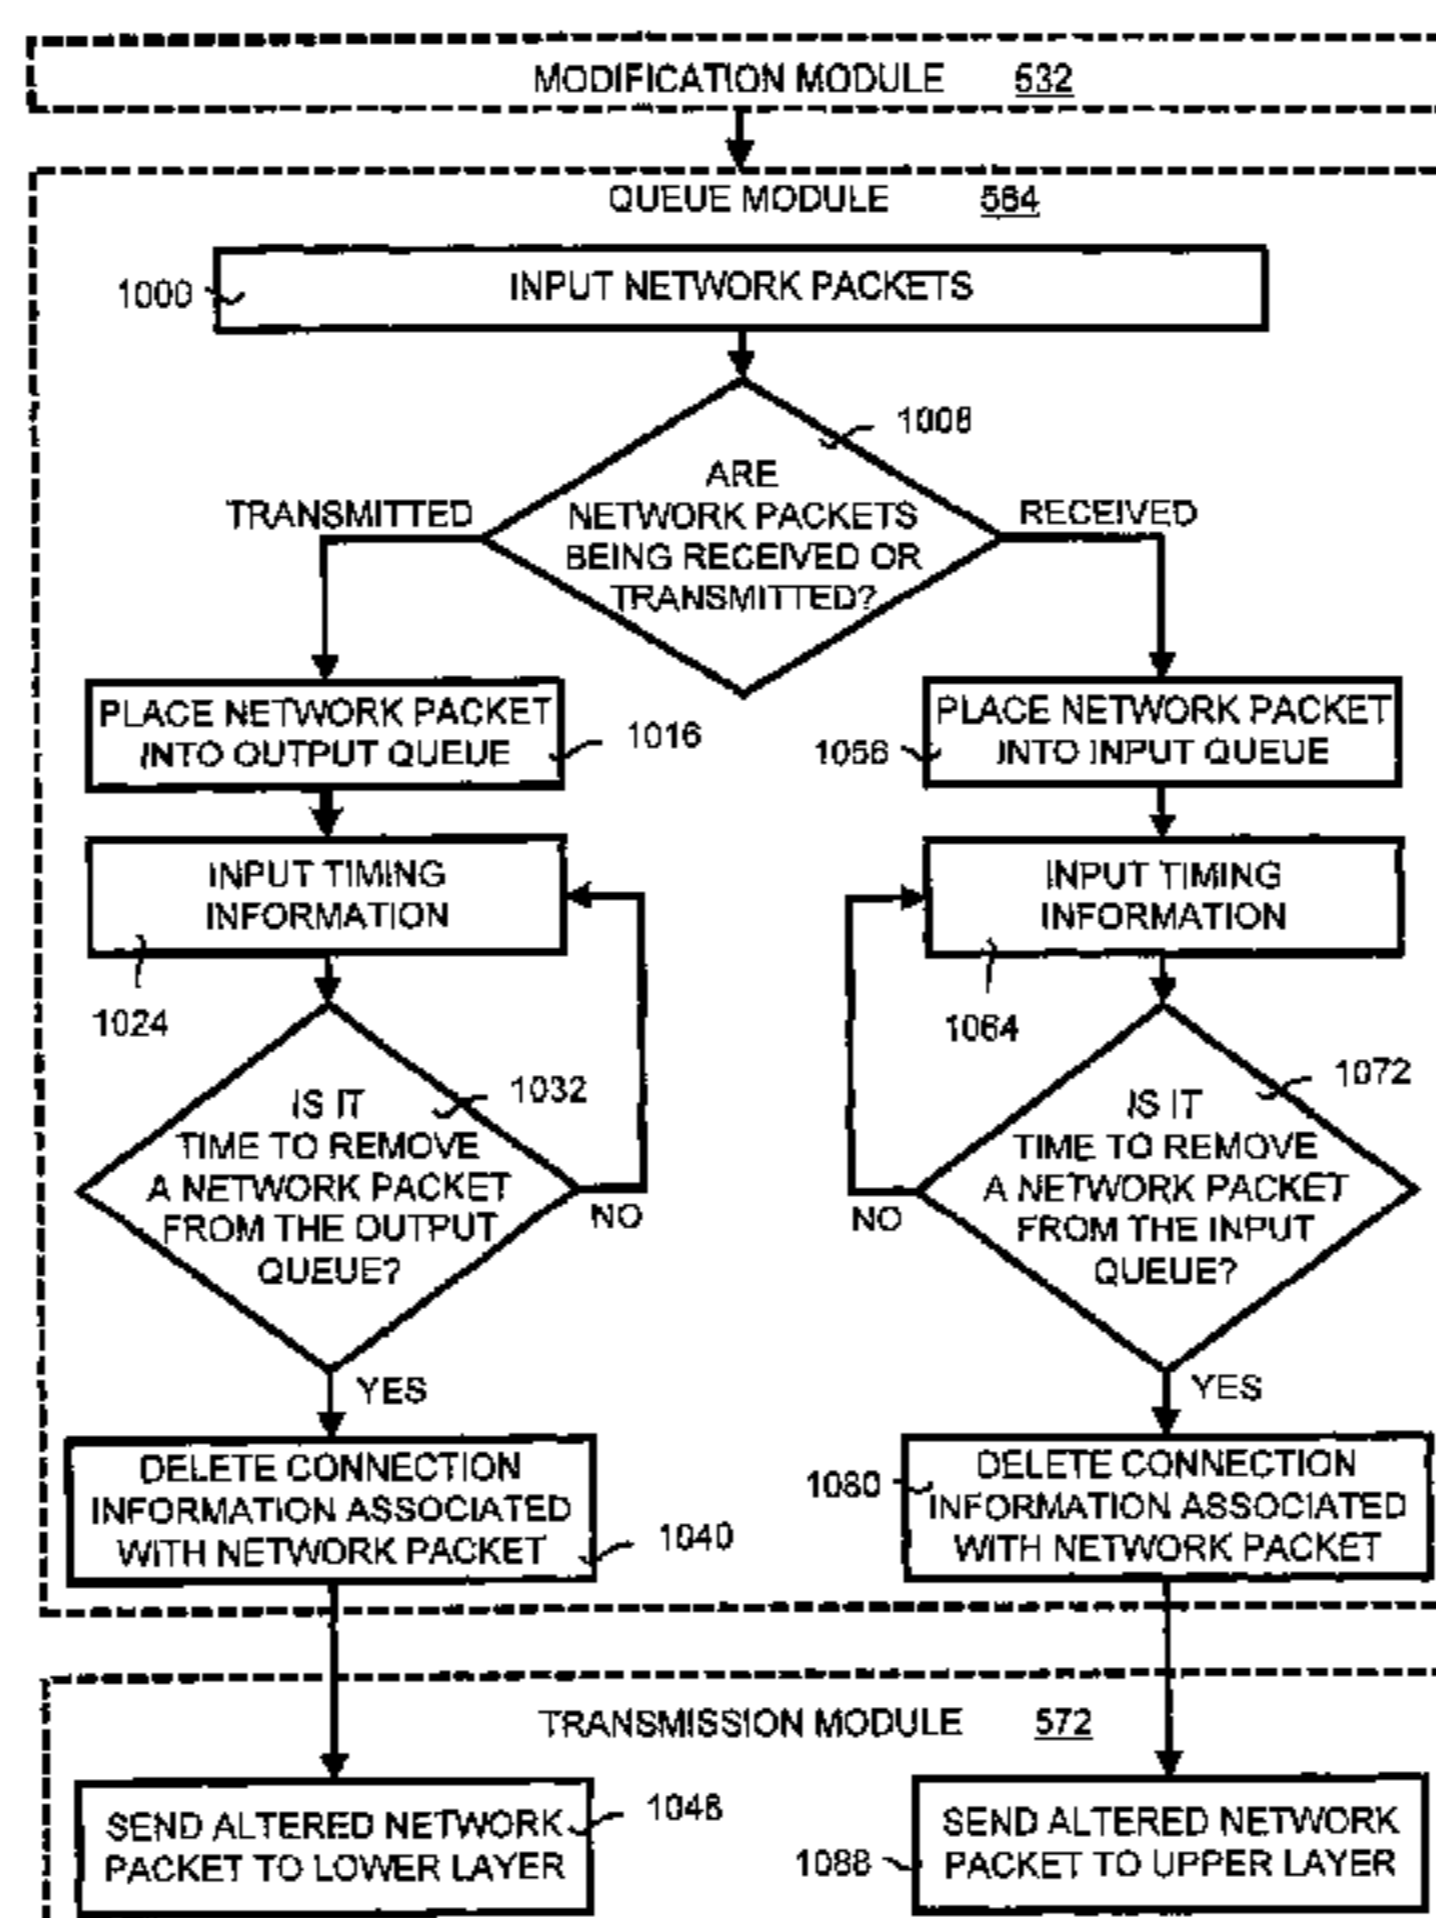 MODIFICATION MODULE 532
QUEUE MODULE 564
1000
INPUT NETWORK PACKETS
1008
ARE
NETWORK PACKETS
BEING RECEIVED OR
TRANSMITTED?
TRANSMITTED
RECEIVED
PLACE NETWORK PACKET
INTO OUTPUT QUEUE
1016
1056
PLACE NETWORK PACKET
INTO INPUT QUEUE
INPUT TIMING
INFORMATION
1024
INPUT TIMING
INFORMATION
1064
1032
IS IT
TIME TO REMOVE
A NETWORK PACKET
FROM THE OUTPUT
QUEUE?
NO
YES
1072
IS IT
TIME TO REMOVE
A NETWORK PACKET
FROM THE INPUT
QUEUE?
NO
YES
DELETE CONNECTION
INFORMATION ASSOCIATED
WITH NETWORK PACKET
1040
1080
DELETE CONNECTION
INFORMATION ASSOCIATED
WITH NETWORK PACKET
TRANSMISSION MODULE 572
SEND ALTERED NETWORK
PACKET TO LOWER LAYER
1048
1088
SEND ALTERED NETWORK
PACKET TO UPPER LAYER